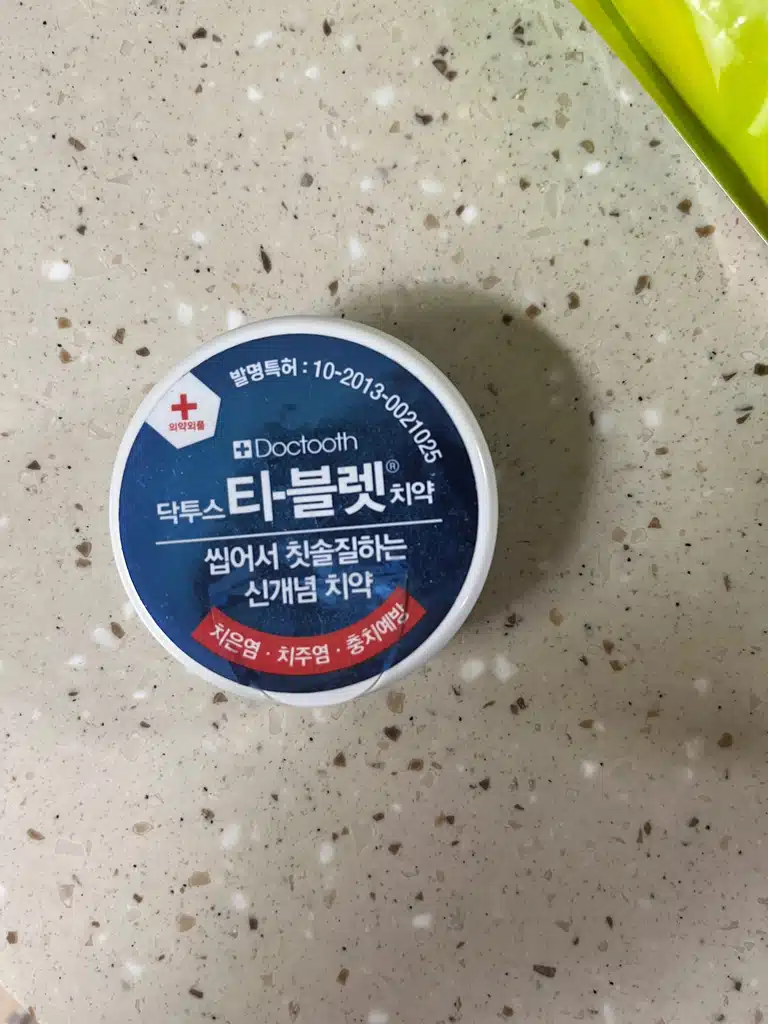 발명특허 : 10-2013-0021025
의약외품
Doctooth
닥투스 티-블렛® 치약
씹어서 칫솔질하는
신개념 치약
치은염 · 치주염 · 충치예방